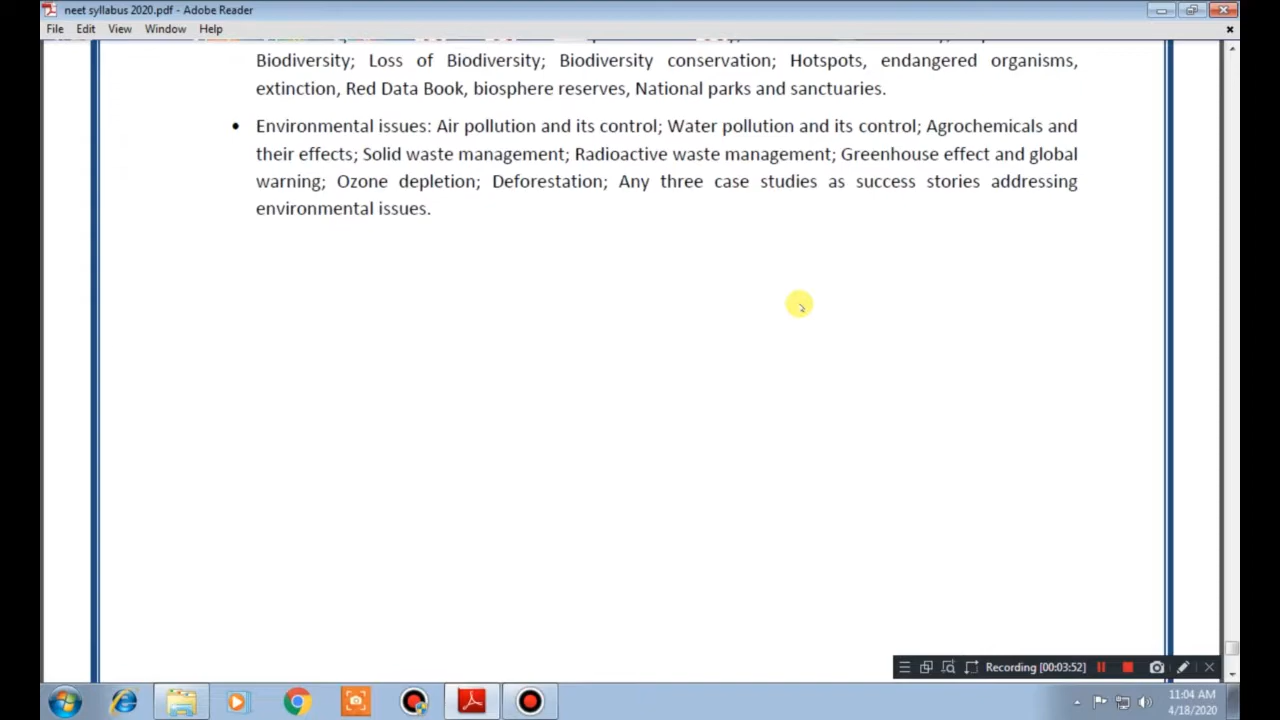 neet syllabus 2020.pdf - Adobe Reader
File Edit View Window Help
Biodiversity; Loss of Biodiversity; Biodiversity conservation; Hotspots, endangered organisms,
extinction, Red Data Book, biosphere reserves, National parks and sanctuaries.
• Environmental issues: Air pollution and its control; Water pollution and its control; Agrochemicals and
their effects; Solid waste management; Radioactive waste management; Greenhouse effect and global
warning; Ozone depletion; Deforestation; Any three case studies as success stories addressing
environmental issues.
Recording [00:03:52]
11:04 AM
4/18/2020